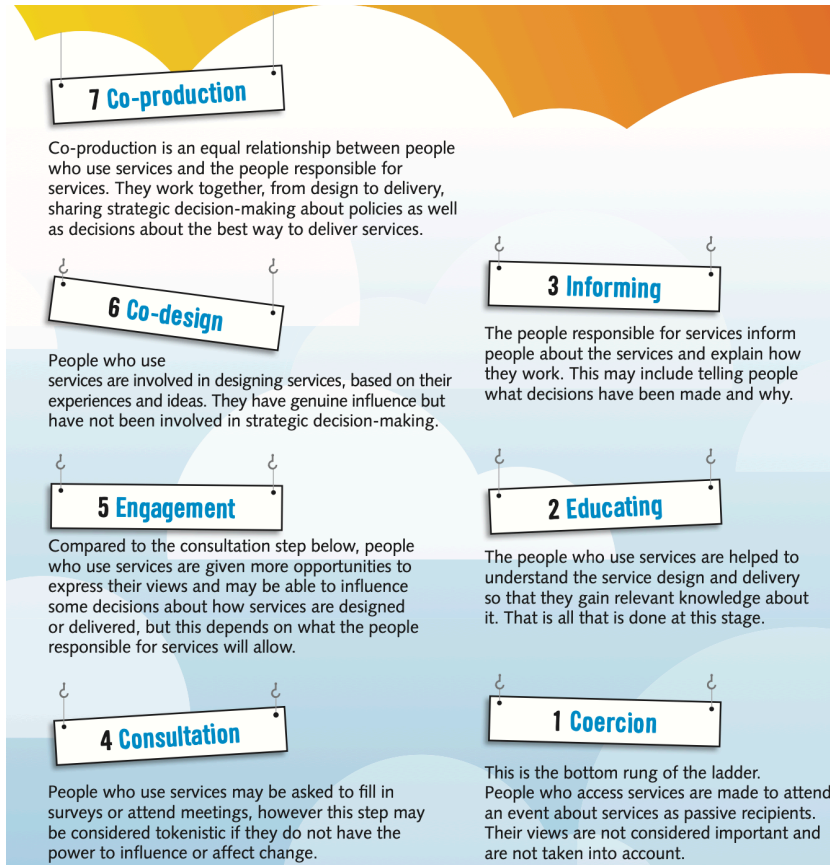 7 Co-production
Co-production is an equal relationship between people
who use services and the people responsible for
services. They work together, from design to delivery,
sharing strategic decision-making about policies as well
as decisions about the best way to deliver services.
6 Co-design
People who use
services are involved in designing services, based on their
experiences and ideas. They have genuine influence but
have not been involved in strategic decision-making.
5 Engagement
Compared to the consultation step below, people
who use services are given more opportunities to
express their views and may be able to influence
some decisions about how services are designed
or delivered, but this depends on what the people
responsible for services will allow.
4 Consultation
People who use services may be asked to fill in
surveys or attend meetings, however this step may
be considered tokenistic if they do not have the
power to influence or affect change.
3 Informing
The people responsible for services inform
people about the services and explain how
they work. This may include telling people
what decisions have been made and why.
2 Educating
The people who use services are helped to
understand the service design and delivery
so that they gain relevant knowledge about
it. That is all that is done at this stage.
1 Coercion
This is the bottom rung of the ladder.
People who access services are made to attend
an event about services as passive recipients.
Their views are not considered important and
are not taken into account.